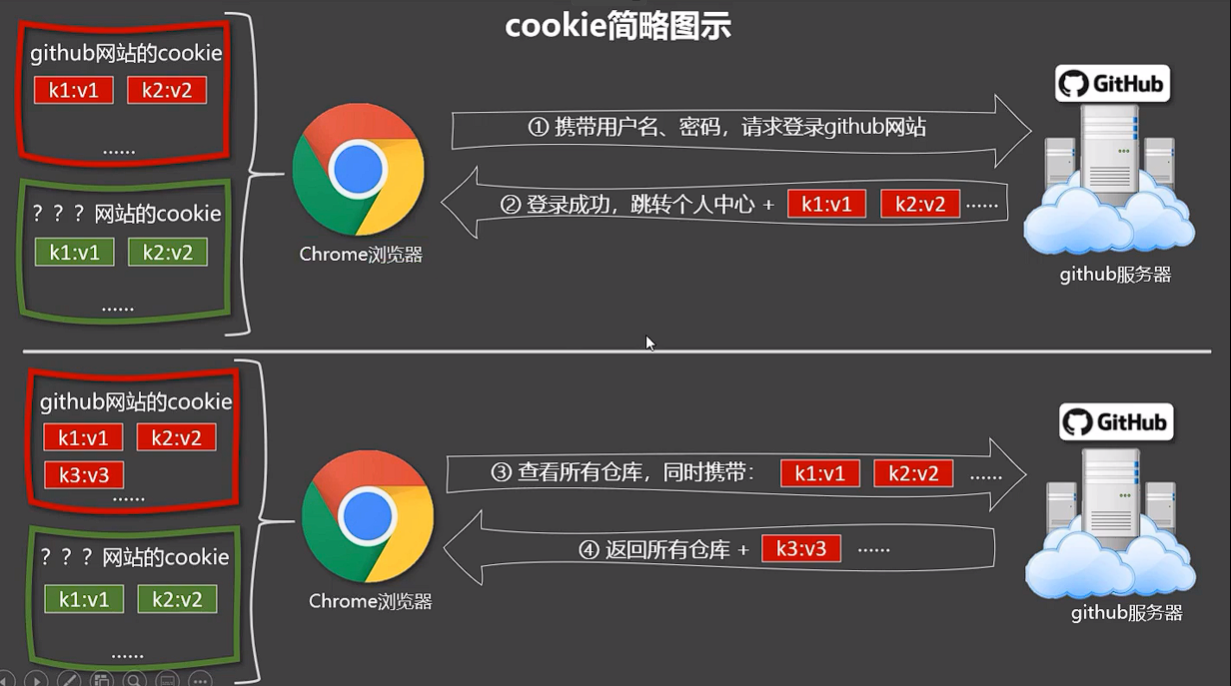 cookie简略图示
github网站的cookie
k1:v1 k2:v2
......
？？？网站的cookie
k1:v1 k2:v2
......
Chrome浏览器
① 携带用户名、密码，请求登录github网站
② 登录成功，跳转个人中心 + k1:v1 k2:v2 ......
GitHub
github服务器
github网站的cookie
k1:v1 k2:v2
k3:v3
......
？？？网站的cookie
k1:v1 k2:v2
......
Chrome浏览器
③ 查看所有仓库，同时携带： k1:v1 k2:v2 ......
④ 返回所有仓库 + k3:v3 ......
GitHub
github服务器